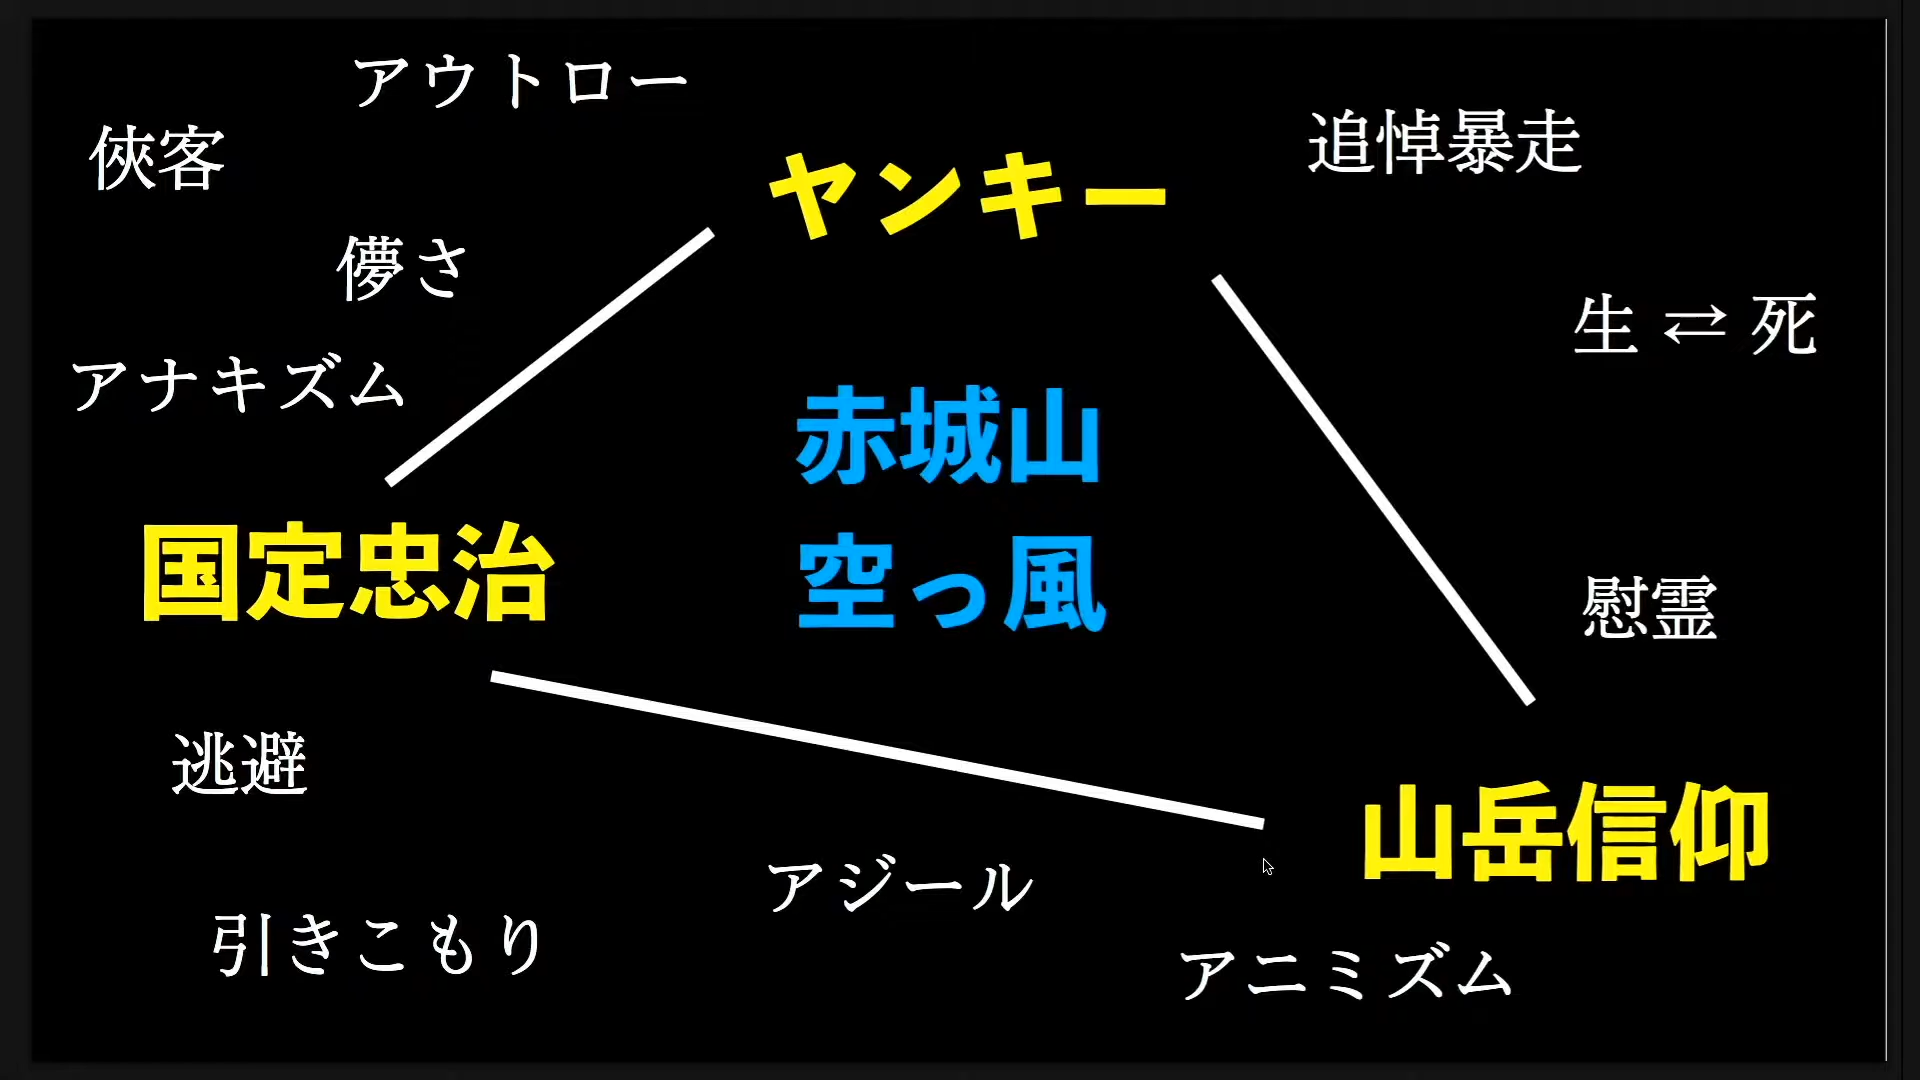 アウトロー
俠客
追悼暴走
ヤンキー
儚さ
生 ⇄ 死
アナキズム
赤城山
国定忠治
空っ風
慰霊
逃避
山岳信仰
アジール
引きこもり
アニミズム